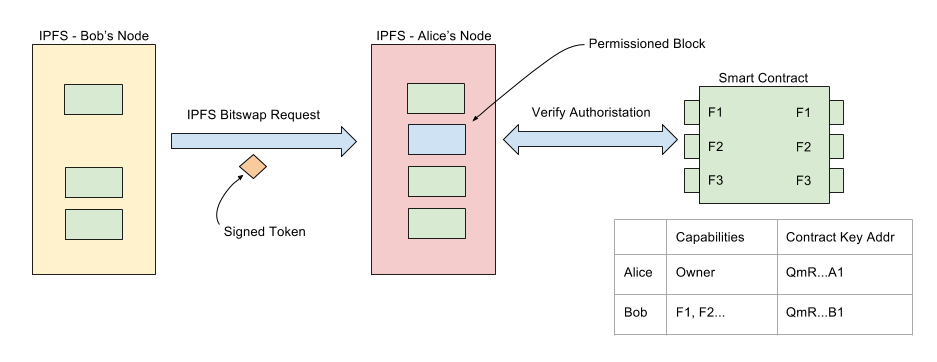 IPFS - Bob's Node
IPFS - Alice's Node
Permissioned Block
Smart Contract
IPFS Bitswap Request
Verify Authoristation
F1 F1
F2 F2
F3 F3
Signed Token
Capabilities Contract Key Addr
Alice Owner QmR...A1
Bob F1, F2... QmR...B1